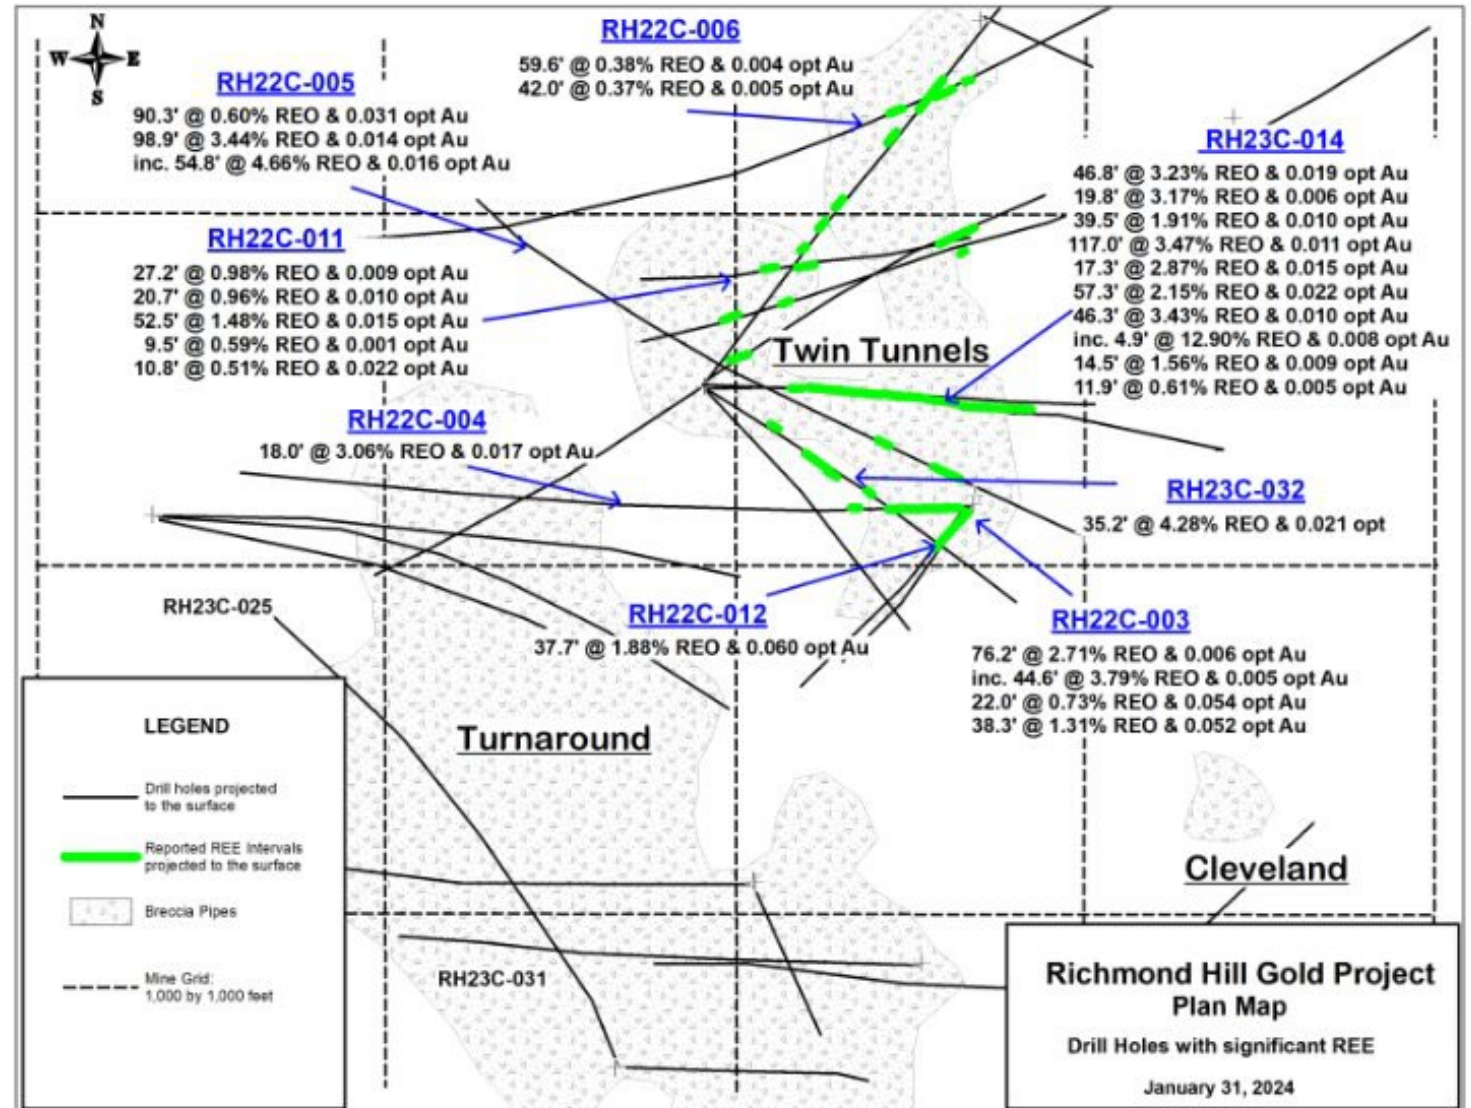 N
W E
S
RH22C-006
59.6' @ 0.38% REO & 0.004 opt Au
42.0' @ 0.37% REO & 0.005 opt Au
RH22C-005
90.3' @ 0.60% REO & 0.031 opt Au
98.9' @ 3.44% REO & 0.014 opt Au
inc. 54.8' @ 4.66% REO & 0.016 opt Au
RH23C-014
46.8' @ 3.23% REO & 0.019 opt Au
19.8' @ 3.17% REO & 0.006 opt Au
39.5' @ 1.91% REO & 0.010 opt Au
117.0' @ 3.47% REO & 0.011 opt Au
17.3' @ 2.87% REO & 0.015 opt Au
57.3' @ 2.15% REO & 0.022 opt Au
46.3' @ 3.43% REO & 0.010 opt Au
inc. 4.9' @ 12.90% REO & 0.008 opt Au
14.5' @ 1.56% REO & 0.009 opt Au
11.9' @ 0.61% REO & 0.005 opt Au
RH22C-011
27.2' @ 0.98% REO & 0.009 opt Au
20.7' @ 0.96% REO & 0.010 opt Au
52.5' @ 1.48% REO & 0.015 opt Au
9.5' @ 0.59% REO & 0.001 opt Au
10.8' @ 0.51% REO & 0.022 opt Au
Twin Tunnels
RH22C-004
18.0' @ 3.06% REO & 0.017 opt Au
RH23C-032
35.2' @ 4.28% REO & 0.021 opt
RH23C-025
RH22C-012
37.7' @ 1.88% REO & 0.060 opt Au
RH22C-003
76.2' @ 2.71% REO & 0.006 opt Au
inc. 44.6' @ 3.79% REO & 0.005 opt Au
22.0' @ 0.73% REO & 0.054 opt Au
38.3' @ 1.31% REO & 0.052 opt Au
Turnaround
Cleveland
RH23C-031
LEGEND
Drill holes projected
to the surface
Reported REE Intervals
projected to the surface
Breccia Pipes
Mine Grid:
1,000 by 1,000 feet
Richmond Hill Gold Project
Plan Map
Drill Holes with significant REE
January 31, 2024